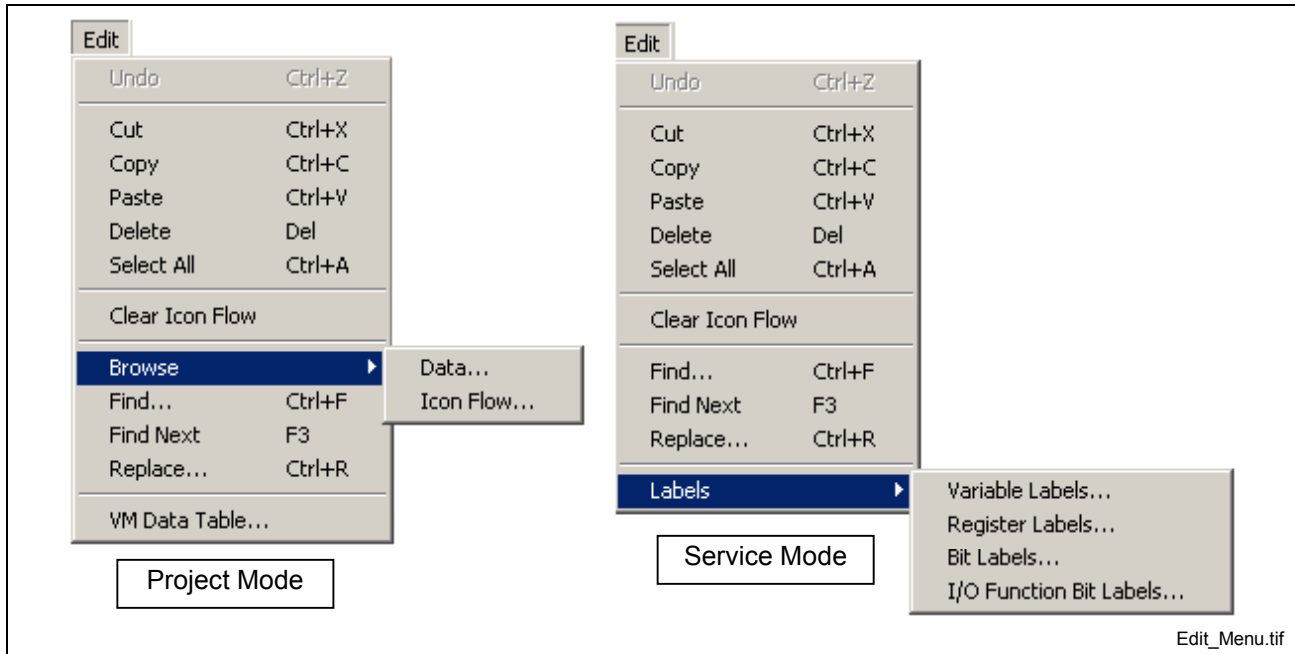 Edit
Undo Ctrl+Z
Cut Ctrl+X
Copy Ctrl+C
Paste Ctrl+V
Delete Del
Select All Ctrl+A
Clear Icon Flow
Browse
Data...
Icon Flow...
Find... Ctrl+F
Find Next F3
Replace... Ctrl+R
VM Data Table...
Project Mode
Edit
Undo Ctrl+Z
Cut Ctrl+X
Copy Ctrl+C
Paste Ctrl+V
Delete Del
Select All Ctrl+A
Clear Icon Flow
Find... Ctrl+F
Find Next F3
Replace... Ctrl+R
Labels
Variable Labels...
Register Labels...
Bit Labels...
I/O Function Bit Labels...
Service Mode
Edit_Menu.tif